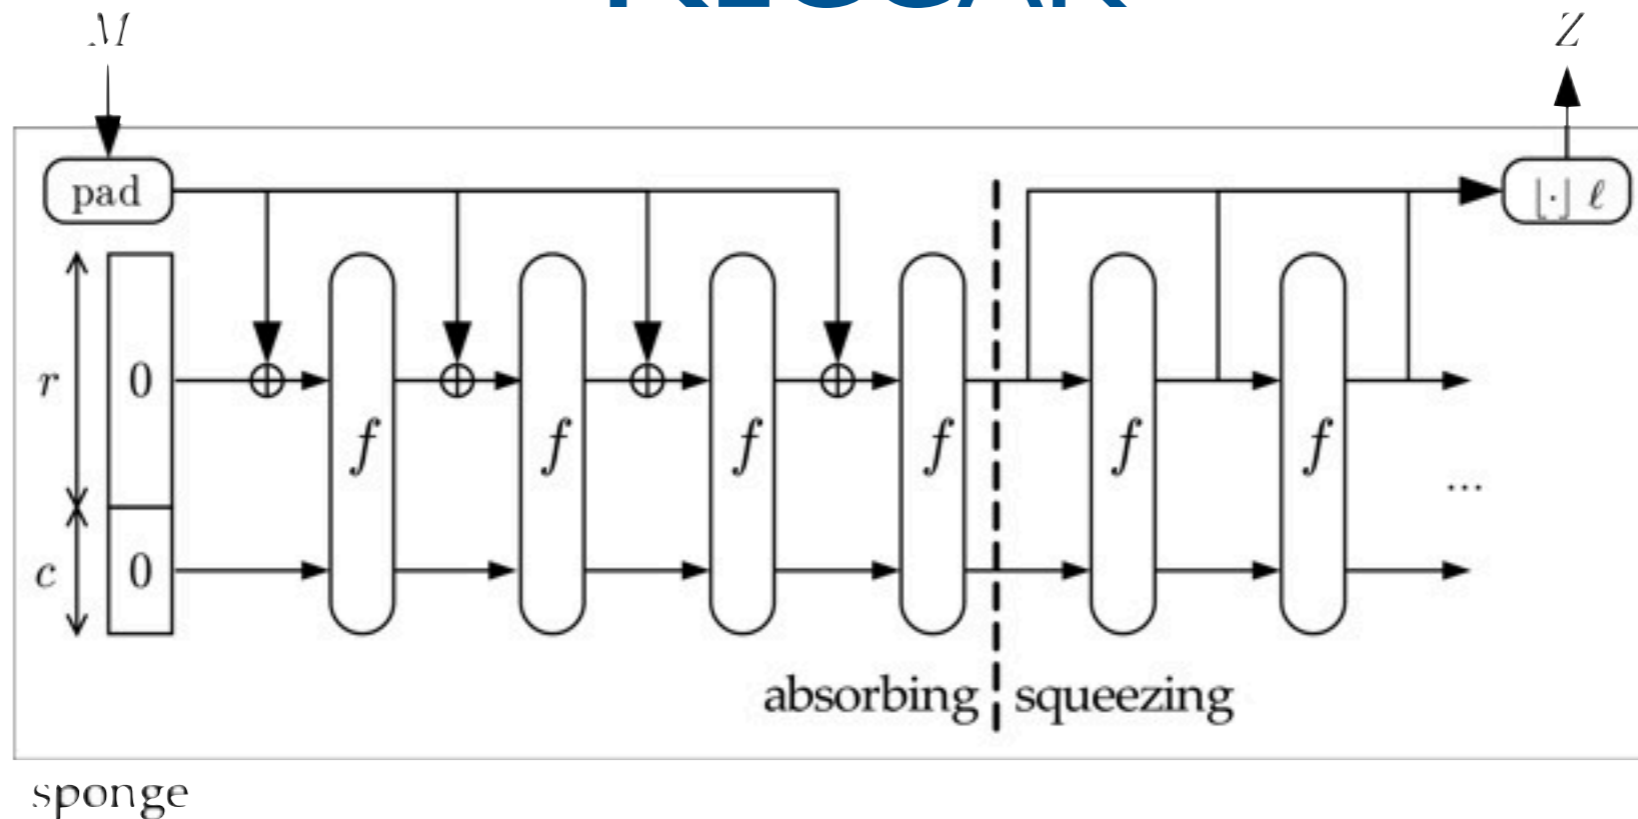 M
Z
pad
⌊·⌋ ℓ
r
0
f
f
f
f
f
f
...
c
0
absorbing
squeezing
sponge